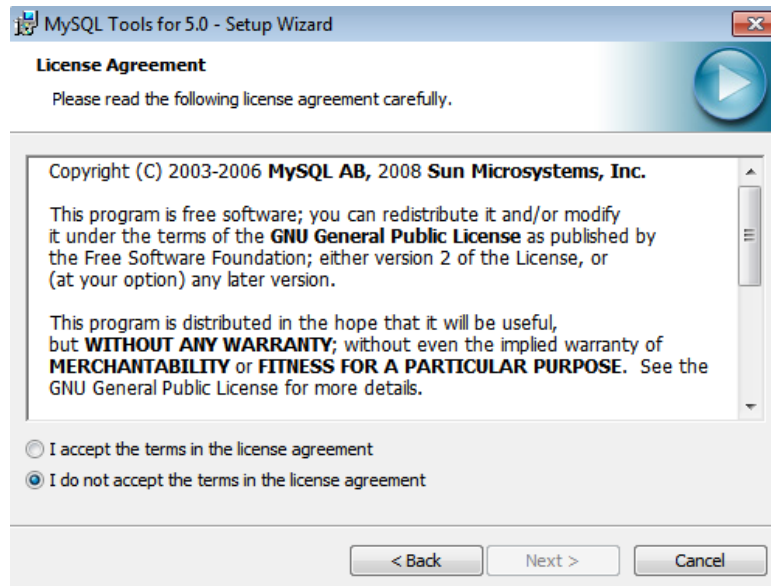 MySQL Tools for 5.0 - Setup Wizard
License Agreement
Please read the following license agreement carefully.
Copyright (C) 2003-2006 MySQL AB, 2008 Sun Microsystems, Inc.
This program is free software; you can redistribute it and/or modify
it under the terms of the GNU General Public License as published by
the Free Software Foundation; either version 2 of the License, or
(at your option) any later version.
This program is distributed in the hope that it will be useful,
but WITHOUT ANY WARRANTY; without even the implied warranty of
MERCHANTABILITY or FITNESS FOR A PARTICULAR PURPOSE. See the
GNU General Public License for more details.
I accept the terms in the license agreement
I do not accept the terms in the license agreement
< Back Next > Cancel